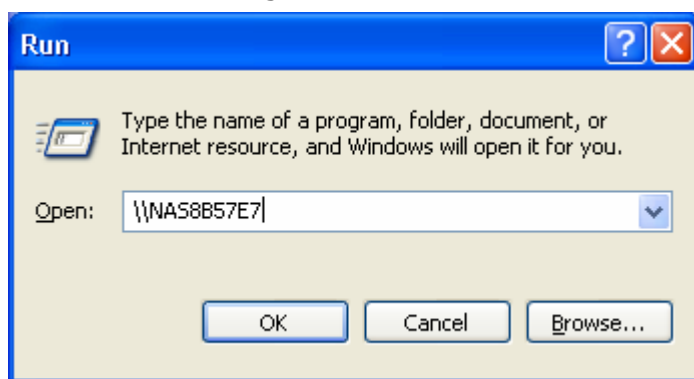 Run
Type the name of a program, folder, document, or
Internet resource, and Windows will open it for you.
Open: \\NAS8B57E7
OK Cancel Browse...